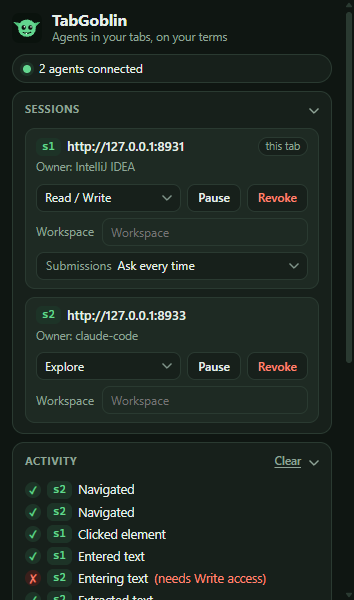 TabGoblin
Agents in your tabs, on your terms
2 agents connected
SESSIONS
s1 http://127.0.0.1:8931 this tab
Owner: IntelliJ IDEA
Read / Write Pause Revoke
Workspace Workspace
Submissions Ask every time
s2 http://127.0.0.1:8933
Owner: claude-code
Explore Pause Revoke
Workspace Workspace
ACTIVITY Clear
s2 Navigated
s2 Navigated
s1 Clicked element
s1 Entered text
s2 Entering text (needs Write access)
s2 Extracted text